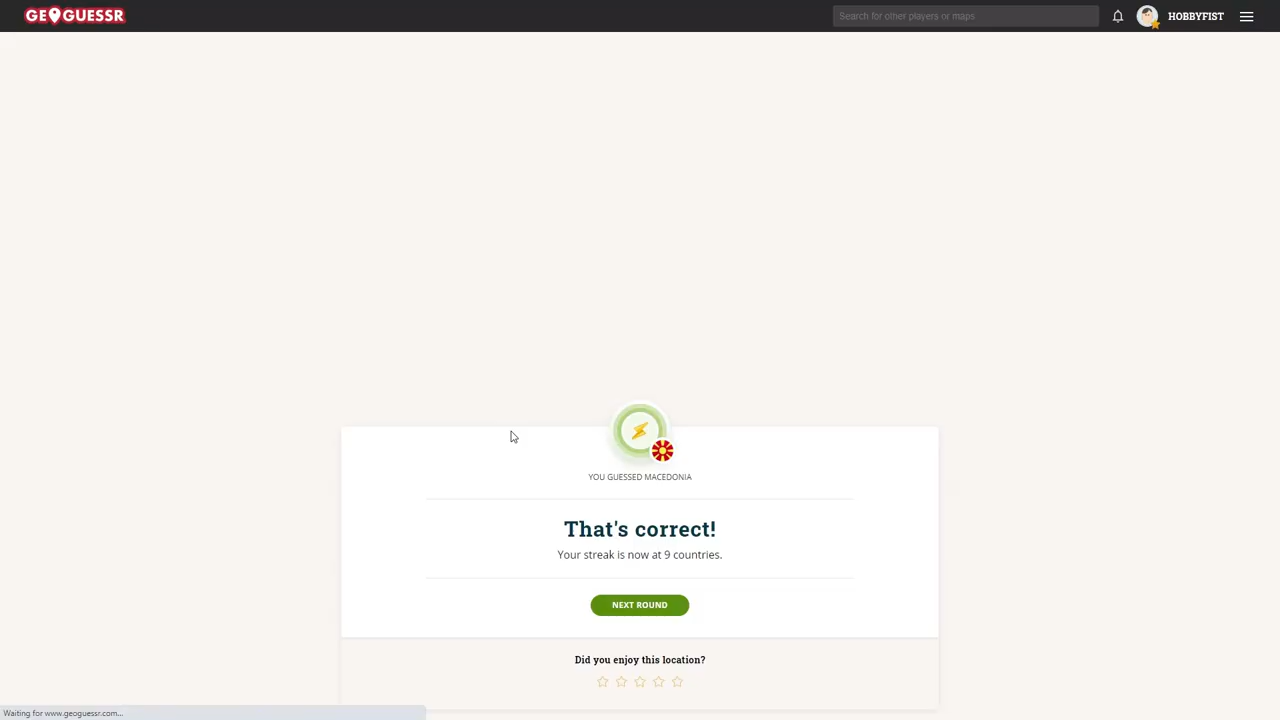 GEOGUESSR
Search for other players or maps
HOBBYFIST
YOU GUESSED MACEDONIA
That's correct!
Your streak is now at 9 countries.
NEXT ROUND
Did you enjoy this location?
Waiting for www.geoguessr.com...